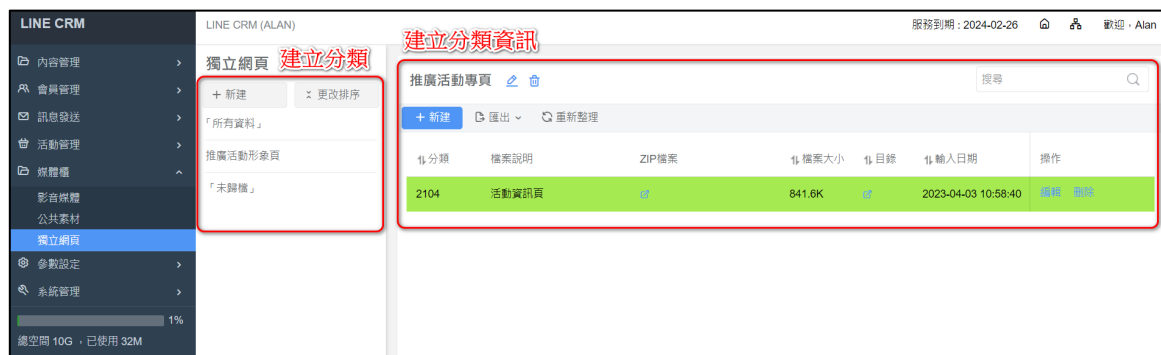 LINE CRM
LINE CRM (ALAN)
服務到期 : 2024-02-26
歡迎，Alan
建立分類
建立分類資訊
內容管理
會員管理
訊息發送
活動管理
媒體櫃
影音媒體
公共素材
獨立網頁
參數設定
系統管理
1%
總空間 10G ，已使用 32M
獨立網頁
+ 新建
更改排序
「所有資料」
推廣活動形象頁
「未歸檔」
推廣活動專頁
搜尋
+ 新建 匯出 重新整理
分類 檔案說明 ZIP檔案 檔案大小 目錄 輸入日期 操作
2104 活動資訊頁 841.6K 2023-04-03 10:58:40 編輯 刪除